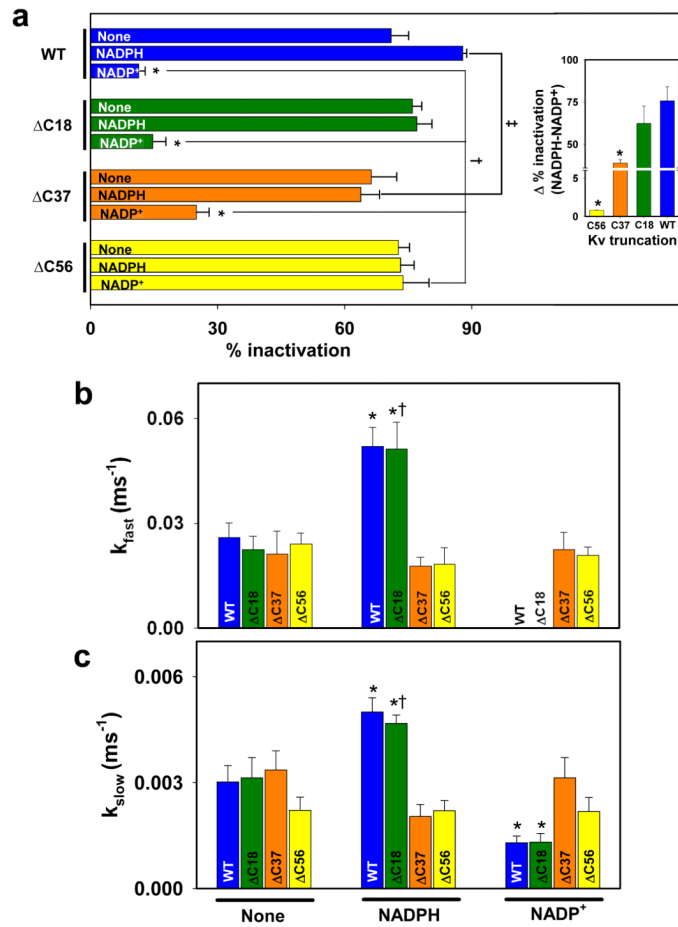 a
WT
None
NADPH
NADP⁺ *
ΔC18
None
NADPH
NADP⁺ *
ΔC37
None
NADPH
NADP⁺ *
ΔC56
None
NADPH
NADP⁺
‡
†
0 30 60 90
% inactivation
Δ % inactivation
(NADPH-NADP⁺)
100
75
50
5
0
* *
C56 C37 C18 WT
Kv truncation
b
k_fast (ms⁻¹)
0.06
0.03
0.00
* *†
WT ΔC18 ΔC37 ΔC56 WT ΔC18 ΔC37 ΔC56 WT ΔC18 ΔC37 ΔC56
c
k_slow (ms⁻¹)
0.006
0.003
0.000
* *† * *
WT ΔC18 ΔC37 ΔC56 WT ΔC18 ΔC37 ΔC56 WT ΔC18 ΔC37 ΔC56
None NADPH NADP⁺